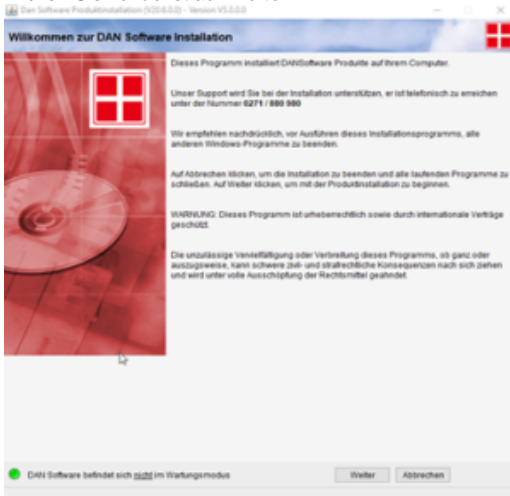 Dan Software Produktinstallation (V20.6.0.0) - Version V5.0.0.0
Willkommen zur DAN Software Installation
Dieses Programm installiert DANSoftware Produkte auf Ihrem Computer.
Unser Support wird Sie bei der Installation unterstützen, er ist telefonisch zu erreichen
unter der Nummer 0271 / 880 980
Wir empfehlen nachdrücklich, vor Ausführen dieses Installationsprogramms, alle
anderen Windows-Programme zu beenden.
Auf Abbrechen klicken, um die Installation zu beenden und alle laufenden Programme zu
schließen. Auf Weiter klicken, um mit der Produktinstallation zu beginnen.
WARNUNG: Dieses Programm ist urheberrechtlich sowie durch internationale Verträge
geschützt.
Die unzulässige Vervielfältigung oder Verbreitung dieses Programms, ob ganz oder
auszugsweise, kann schwere zivil- und strafrechtliche Konsequenzen nach sich ziehen
und wird unter volle Ausschöpfung der Rechtsmittel geahndet.
DAN Software befindet sich nicht im Wartungsmodus
Weiter
Abbrechen